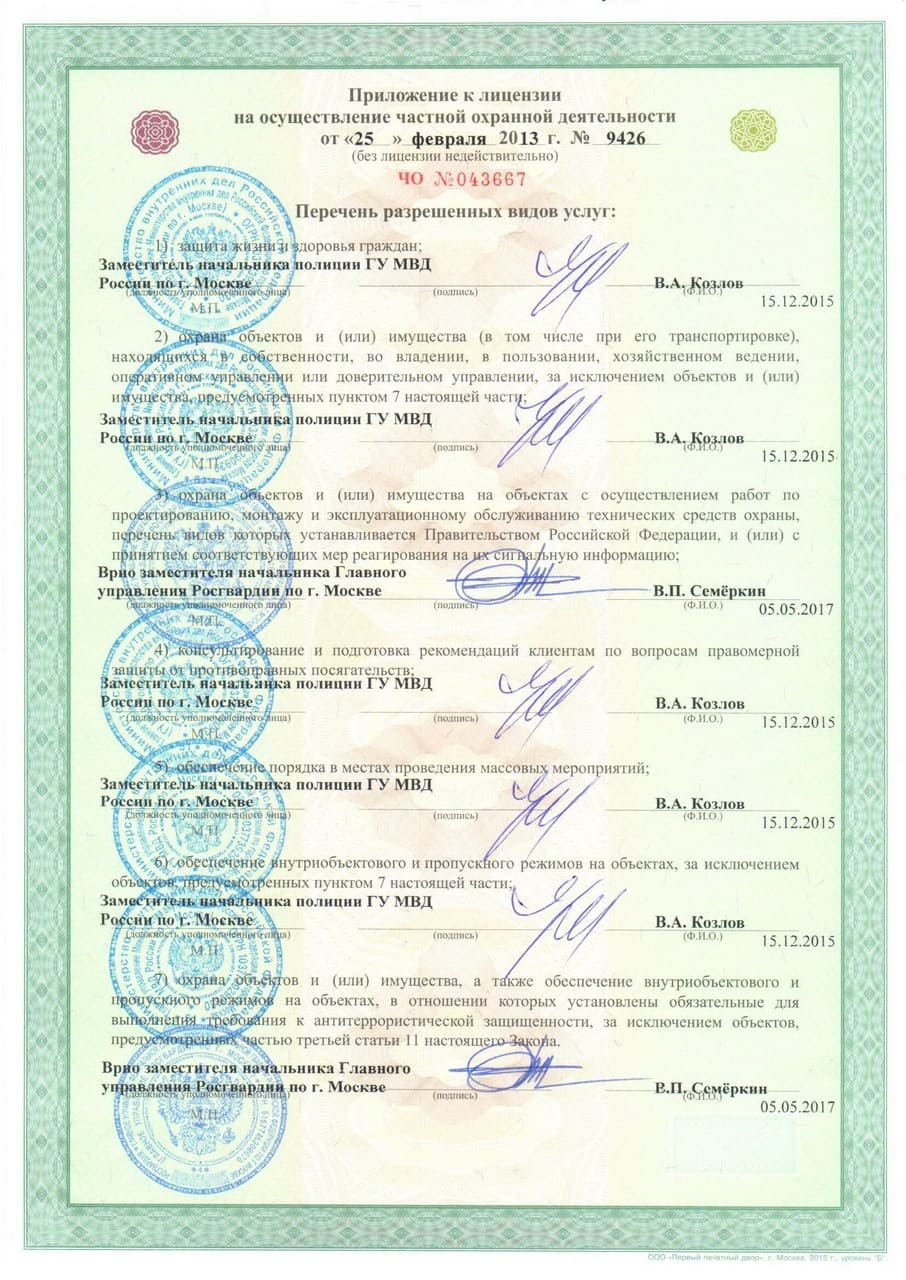 Приложение к лицензии
на осуществление частной охранной деятельности
от «25 » февраля 2013 г. № 9426
(без лицензии недействительно)
ЧО №043667
Перечень разрешенных видов услуг:
1) защита жизни и здоровья граждан;
Заместитель начальника полиции ГУ МВД
России по г. Москве В.А. Козлов
(должность уполномоченного лица) (подпись) (Ф.И.О.)
М.П. 15.12.2015
2) охрана объектов и (или) имущества (в том числе при его транспортировке),
находящихся в собственности, во владении, в пользовании, хозяйственном ведении,
оперативном управлении или доверительном управлении, за исключением объектов и (или)
имущества, предусмотренных пунктом 7 настоящей части;
Заместитель начальника полиции ГУ МВД
России по г. Москве В.А. Козлов
(должность уполномоченного лица) (подпись) (Ф.И.О.)
М.П. 15.12.2015
3) охрана объектов и (или) имущества на объектах с осуществлением работ по
проектированию, монтажу и эксплуатационному обслуживанию технических средств охраны,
перечень видов которых устанавливается Правительством Российской Федерации, и (или) с
принятием соответствующих мер реагирования на их сигнальную информацию;
Врио заместителя начальника Главного
управления Росгвардии по г. Москве В.П. Семёркин
(должность уполномоченного лица) (подпись) (Ф.И.О.)
М.П. 05.05.2017
4) консультирование и подготовка рекомендаций клиентам по вопросам правомерной
защиты от противоправных посягательств;
Заместитель начальника полиции ГУ МВД
России по г. Москве В.А. Козлов
(должность уполномоченного лица) (подпись) (Ф.И.О.)
М.П. 15.12.2015
5) обеспечение порядка в местах проведения массовых мероприятий;
Заместитель начальника полиции ГУ МВД
России по г. Москве В.А. Козлов
(должность уполномоченного лица) (подпись) (Ф.И.О.)
М.П. 15.12.2015
6) обеспечение внутриобъектового и пропускного режимов на объектах, за исключением
объектов, предусмотренных пунктом 7 настоящей части;
Заместитель начальника полиции ГУ МВД
России по г. Москве В.А. Козлов
(должность уполномоченного лица) (подпись) (Ф.И.О.)
М.П. 15.12.2015
7) охрана объектов и (или) имущества, а также обеспечение внутриобъектового и
пропускного режимов на объектах, в отношении которых установлены обязательные для
выполнения требования к антитеррористической защищенности, за исключением объектов,
предусмотренных частью третьей статьи 11 настоящего Закона.
Врио заместителя начальника Главного
управления Росгвардии по г. Москве В.П. Семёркин
(должность уполномоченного лица) (подпись) (Ф.И.О.)
М.П. 05.05.2017
ООО «Первый печатный двор», г. Москва, 2015 г., уровень "Б".